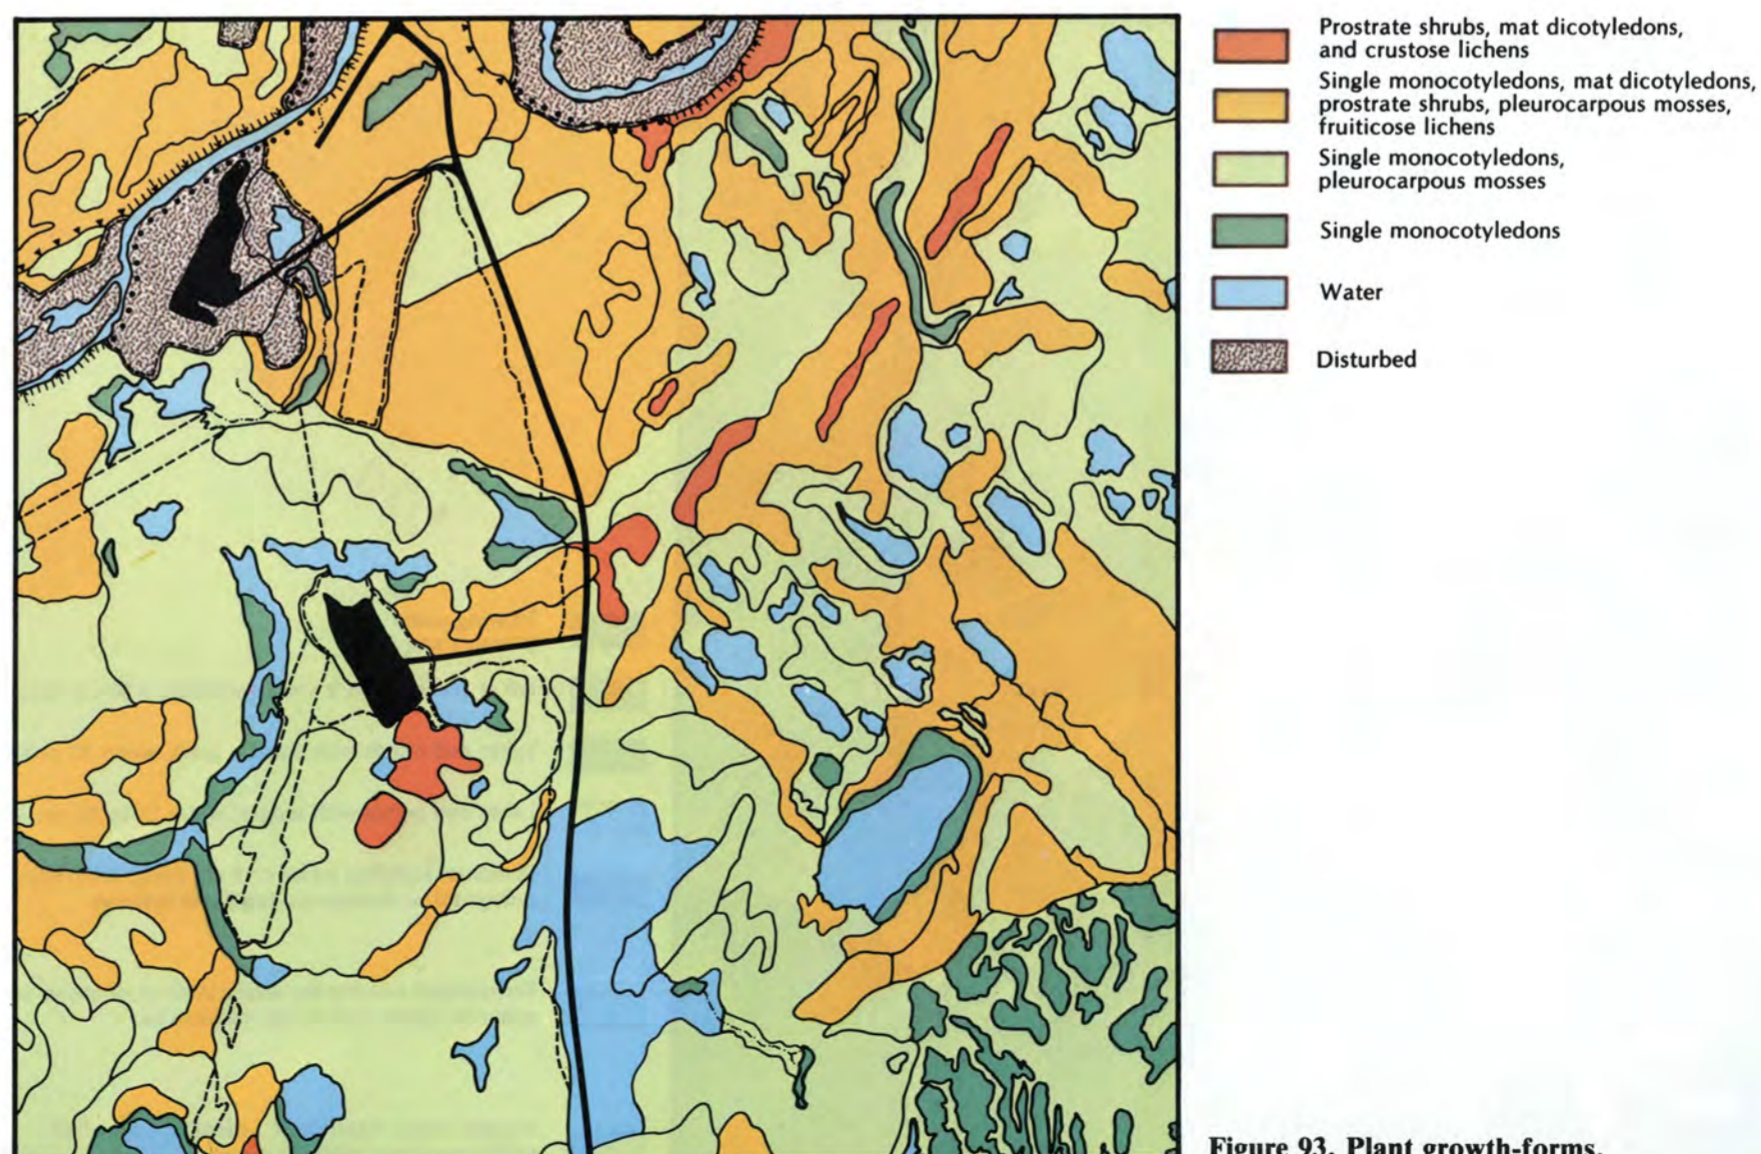 Prostrate shrubs, mat dicotyledons,
and crustose lichens
Single monocotyledons, mat dicotyledons,
prostrate shrubs, pleurocarpous mosses,
fruiticose lichens
Single monocotyledons,
pleurocarpous mosses
Single monocotyledons
Water
Disturbed
Figure 93. Plant growth-forms.